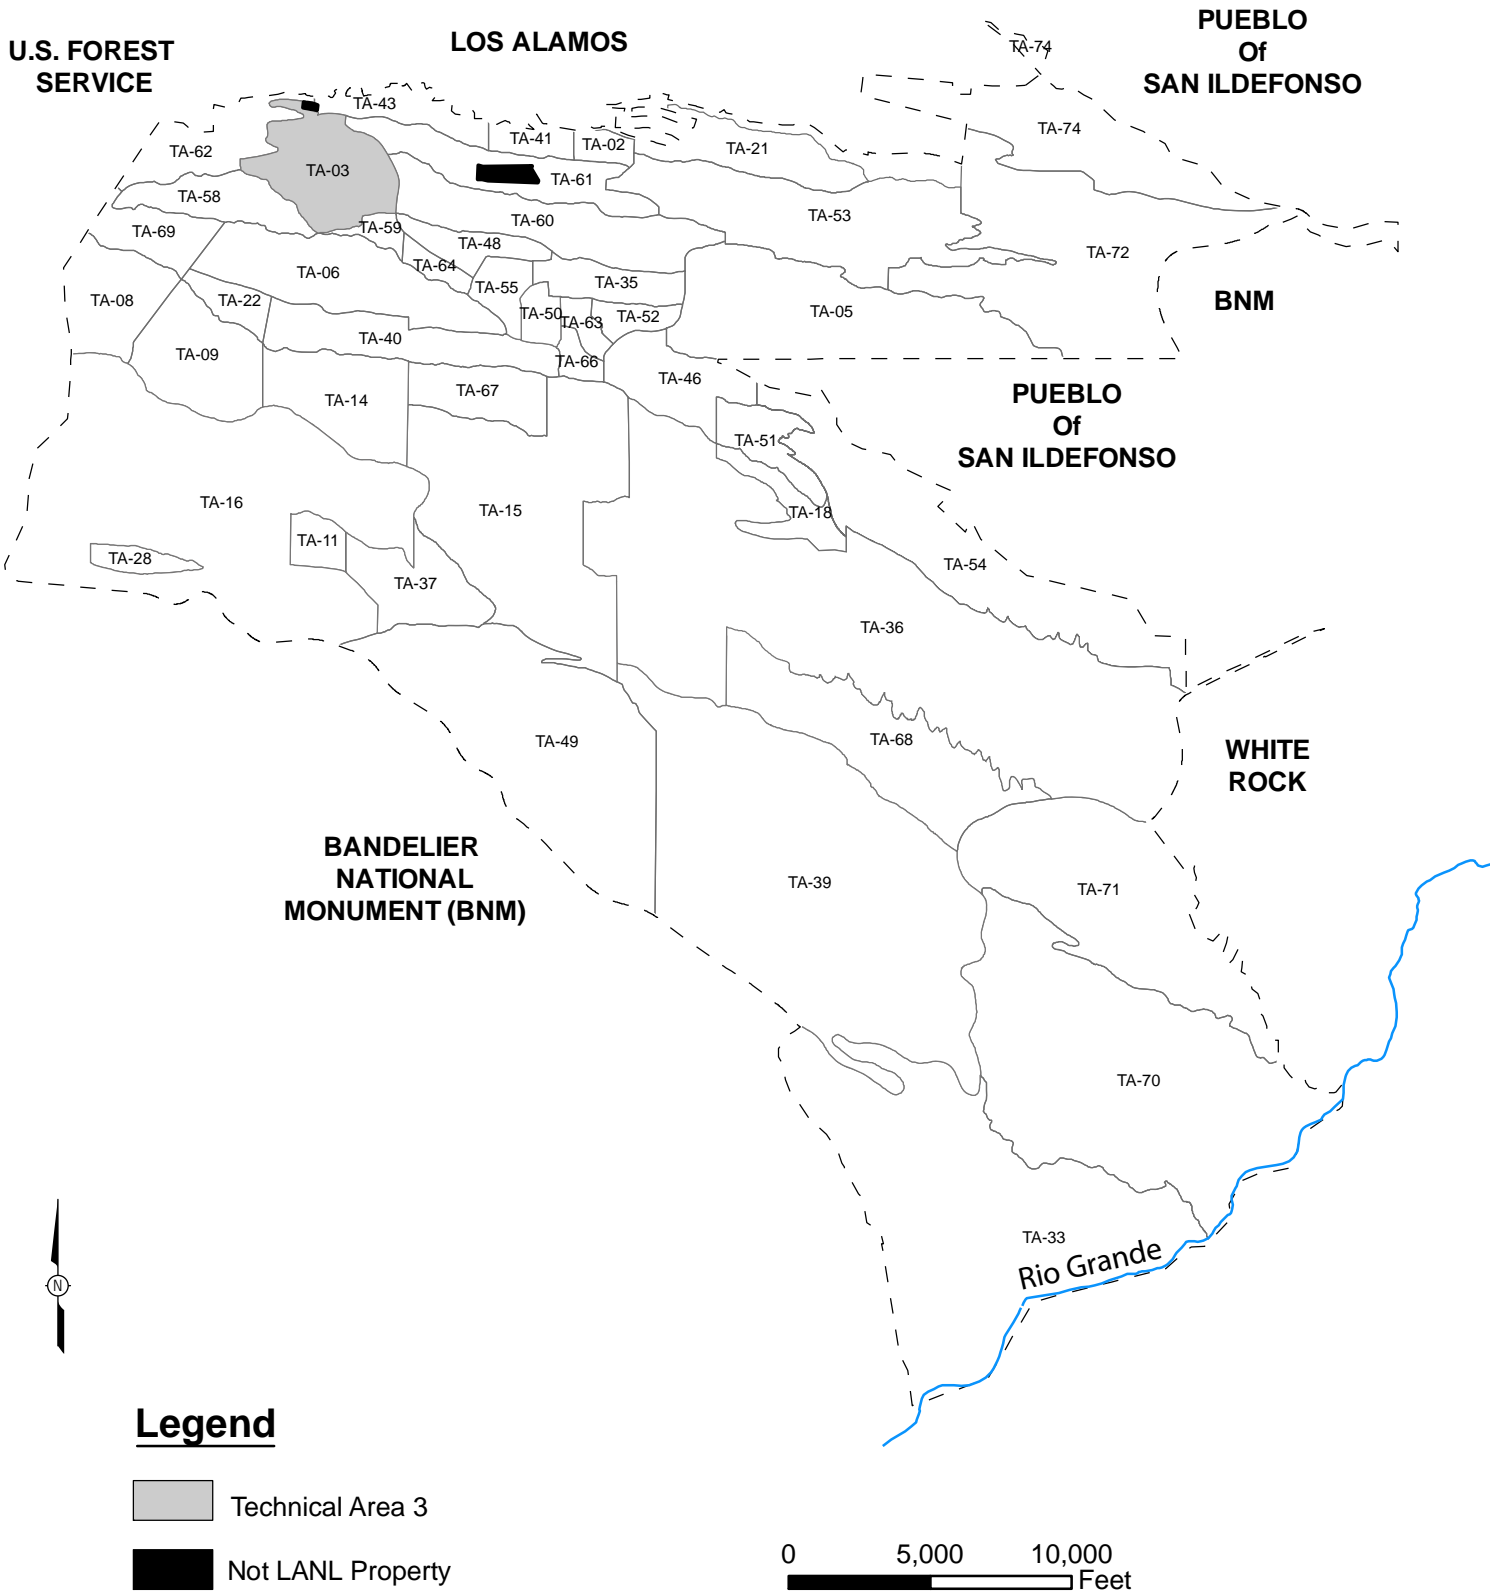 U.S. FOREST
SERVICE
LOS ALAMOS
PUEBLO
Of
SAN ILDEFONSO
TA-74
TA-43
TA-41
TA-02
TA-21
TA-74
TA-62
TA-03
TA-61
TA-58
TA-59
TA-60
TA-53
TA-69
TA-48
TA-72
TA-06
TA-64
TA-55
TA-35
TA-08
TA-22
TA-50
TA-63
TA-52
TA-05
BNM
TA-09
TA-40
TA-66
TA-46
TA-14
TA-67
PUEBLO
Of
SAN ILDEFONSO
TA-51
TA-16
TA-15
TA-18
TA-11
TA-28
TA-37
TA-54
TA-36
TA-49
TA-68
WHITE
ROCK
BANDELIER
NATIONAL
MONUMENT (BNM)
TA-39
TA-71
TA-70
TA-33
Rio Grande
N
Legend
Technical Area 3
Not LANL Property
0 5,000 10,000
Feet